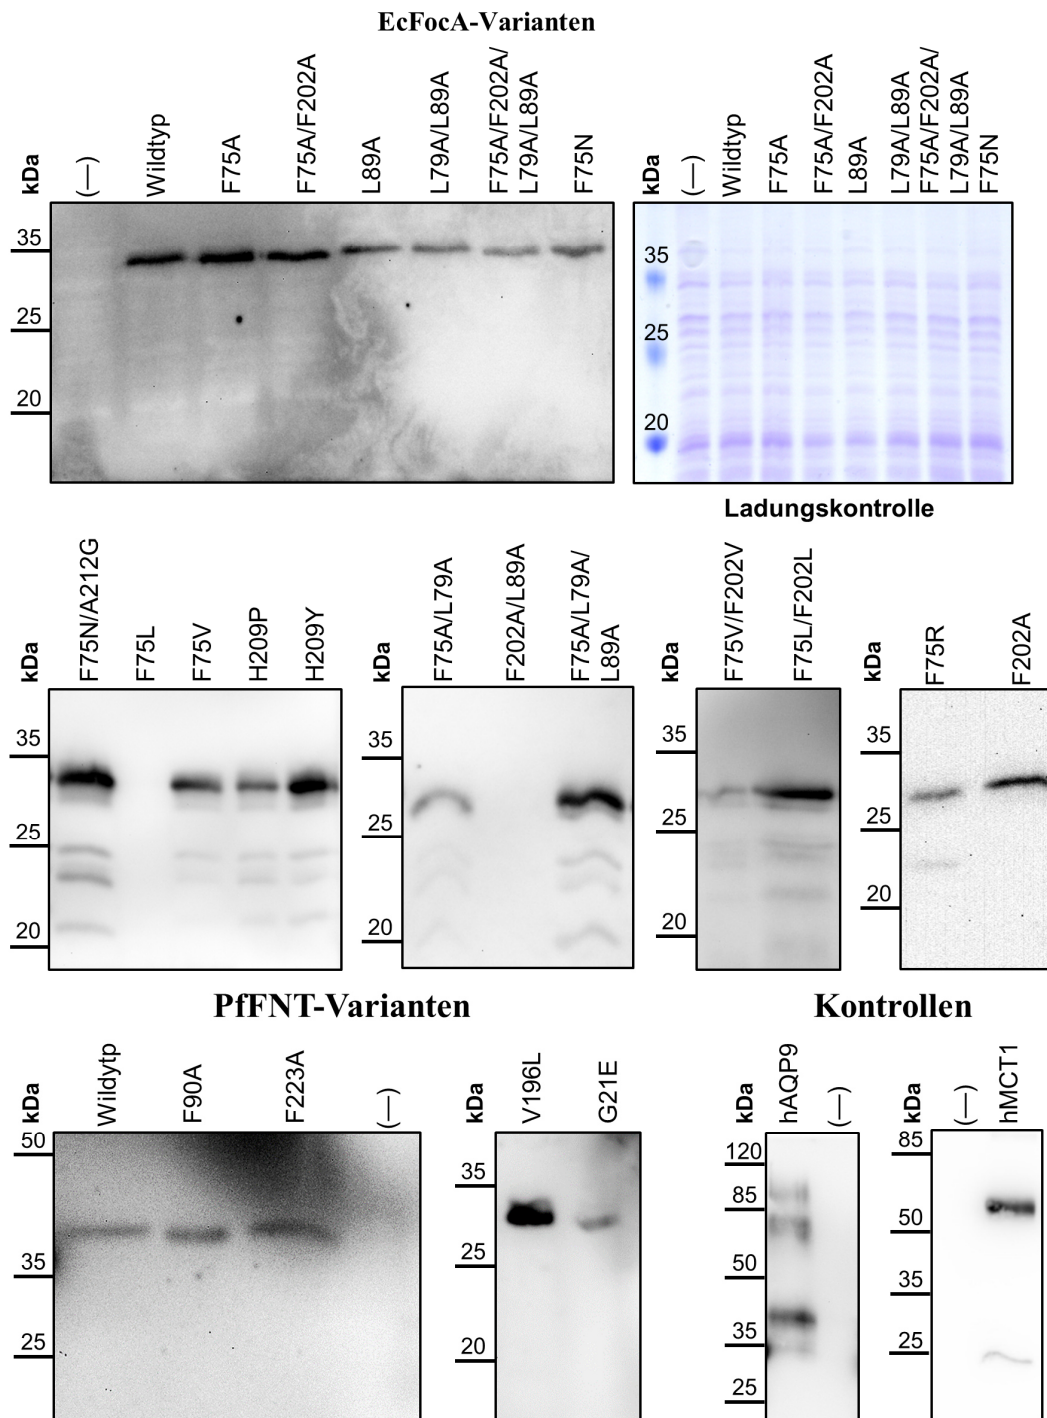 EcFocA-Varianten
kDa
(—)
Wildtyp
F75A
F75A/F202A
L89A
L79A/L89A
F75A/F202A/
L79A/L89A
F75N
35
25
20
kDa
(—)
Wildtyp
F75A
F75A/F202A
L89A
L79A/L89A
F75A/F202A/
L79A/L89A
F75N
35
25
20
Ladungskontrolle
kDa
F75N/A212G
F75L
F75V
H209P
H209Y
35
25
20
kDa
F75A/L79A
F202A/L89A
F75A/L79A/
L89A
35
25
20
kDa
F75V/F202V
F75L/F202L
35
25
20
kDa
F75R
F202A
35
25
20
PfFNT-Varianten
kDa
Wildytp
F90A
F223A
(—)
50
35
25
kDa
V196L
G21E
35
25
20
Kontrollen
kDa
hAQP9
(—)
120
85
50
35
25
kDa
(—)
hMCT1
85
50
35
25